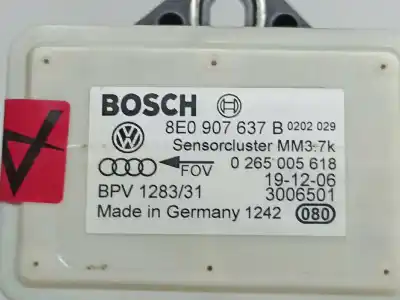 BOSCH
8E0 907 637 B 0202 029
Sensorcluster MM3.7k
FOV 0 265 005 618
19-12-06
BPV 1283/31 3006501
Made in Germany 1242 080